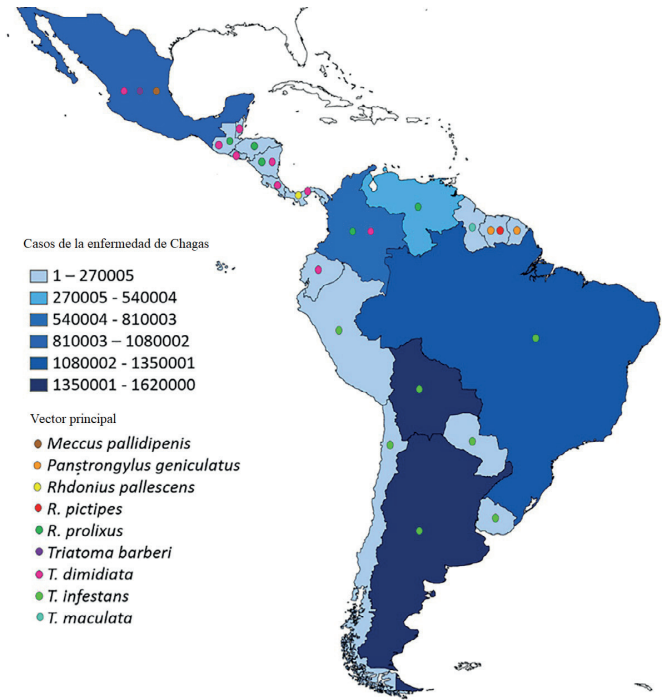 Casos de la enfermedad de Chagas
1 – 270005
270005 - 540004
540004 - 810003
810003 – 1080002
1080002 - 1350001
1350001 - 1620000
Vector principal
Meccus pallidipenis
Panstrongylus geniculatus
Rhdonius pallescens
R. pictipes
R. prolixus
Triatoma barberi
T. dimidiata
T. infestans
T. maculata